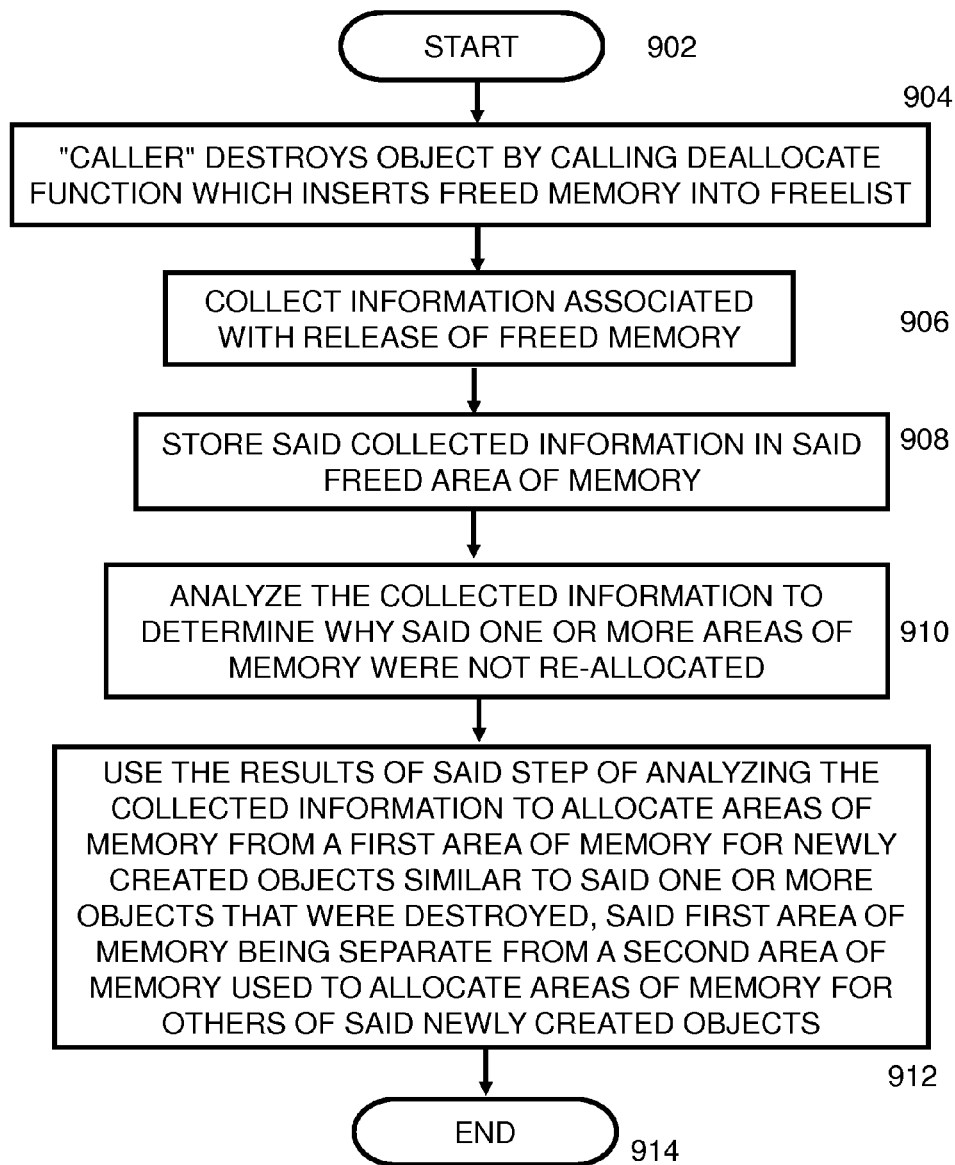 START
902
904
"CALLER" DESTROYS OBJECT BY CALLING DEALLOCATE
FUNCTION WHICH INSERTS FREED MEMORY INTO FREELIST
COLLECT INFORMATION ASSOCIATED
WITH RELEASE OF FREED MEMORY
906
STORE SAID COLLECTED INFORMATION IN SAID
FREED AREA OF MEMORY
908
ANALYZE THE COLLECTED INFORMATION TO
DETERMINE WHY SAID ONE OR MORE AREAS OF
MEMORY WERE NOT RE-ALLOCATED
910
USE THE RESULTS OF SAID STEP OF ANALYZING THE
COLLECTED INFORMATION TO ALLOCATE AREAS OF
MEMORY FROM A FIRST AREA OF MEMORY FOR NEWLY
CREATED OBJECTS SIMILAR TO SAID ONE OR MORE
OBJECTS THAT WERE DESTROYED, SAID FIRST AREA OF
MEMORY BEING SEPARATE FROM A SECOND AREA OF
MEMORY USED TO ALLOCATE AREAS OF MEMORY FOR
OTHERS OF SAID NEWLY CREATED OBJECTS
912
END
914